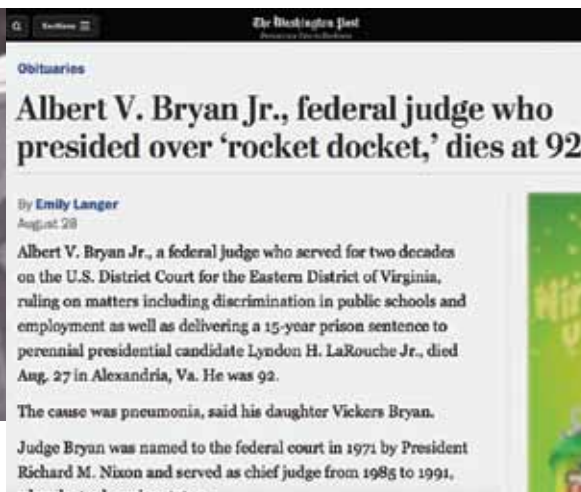 Sections
The Washington Post
Obituaries
Albert V. Bryan Jr., federal judge who
presided over ‘rocket docket,’ dies at 92
By Emily Langer
August 28
Albert V. Bryan Jr., a federal judge who served for two decades
on the U.S. District Court for the Eastern District of Virginia,
ruling on matters including discrimination in public schools and
employment as well as delivering a 15-year prison sentence to
perennial presidential candidate Lyndon H. LaRouche Jr., died
Aug. 27 in Alexandria, Va. He was 92.
The cause was pneumonia, said his daughter Vickers Bryan.
Judge Bryan was named to the federal court in 1971 by President
Richard M. Nixon and served as chief judge from 1985 to 1991,